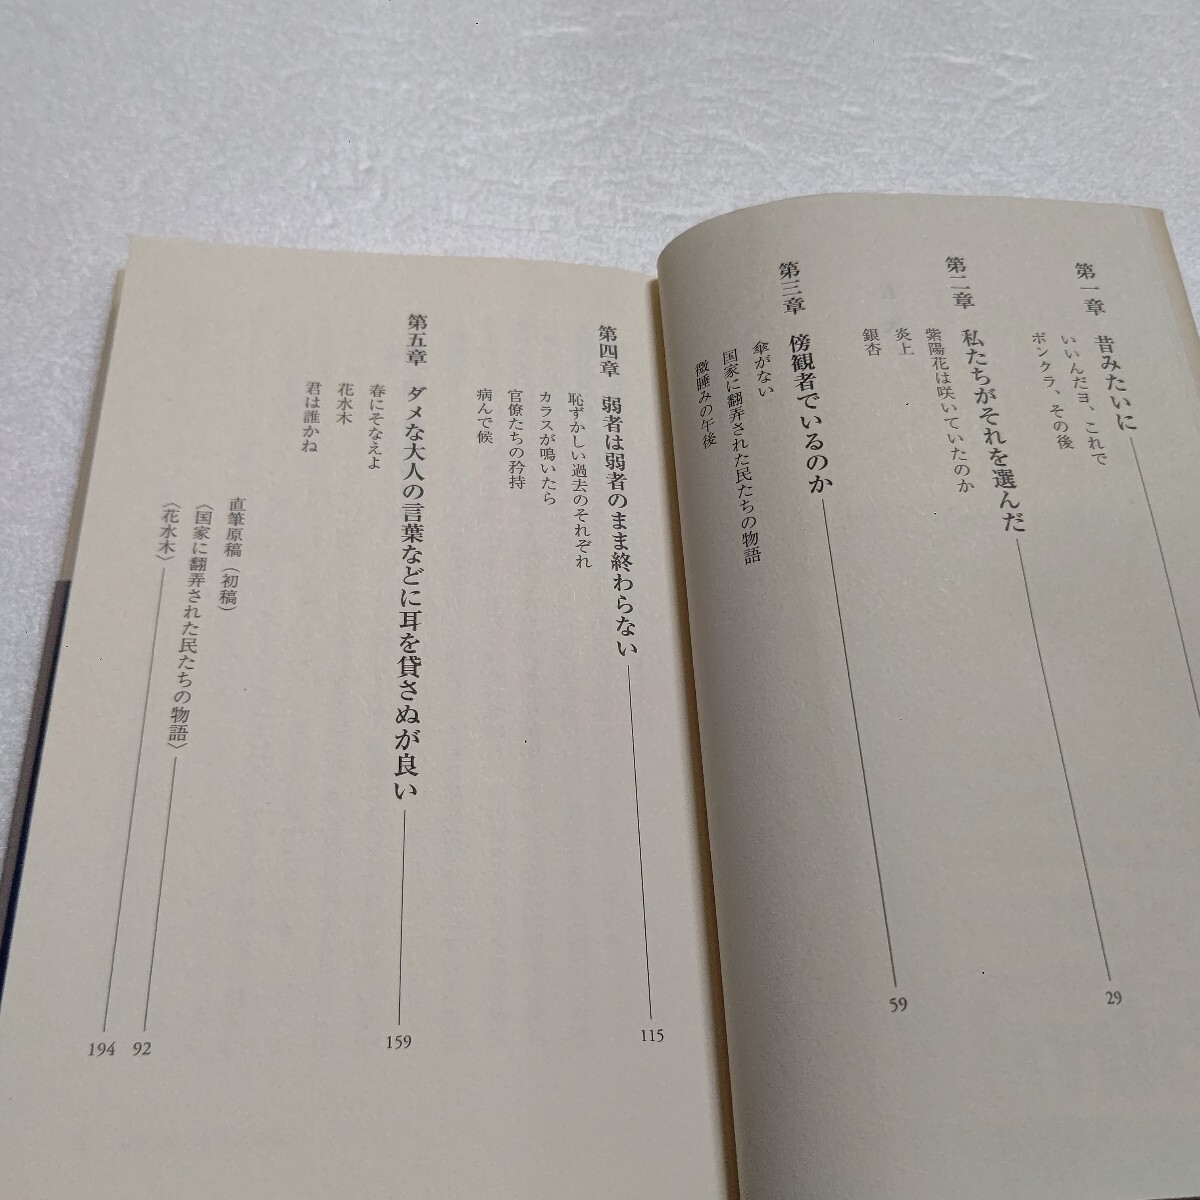 第一章 昔みたいに
いいんだヨ、これで
ボンクラ、その後
第二章 私たちがそれを選んだ 29
紫陽花は咲いていたのか
炎上
銀杏
第三章 傍観者でいるのか 59
傘がない
国家に翻弄された民たちの物語
微睡みの午後
第四章 弱者は弱者のまま終わらない 115
恥ずかしい過去のそれぞれ
カラスが鳴いたら
官僚たちの矜持
病んで候
第五章 ダメな大人の言葉などに耳を貸さぬが良い 159
春にそなえよ
花水木
君は誰かね
直筆原稿（初稿）
〈国家に翻弄された民たちの物語〉 92
〈花水木〉 194